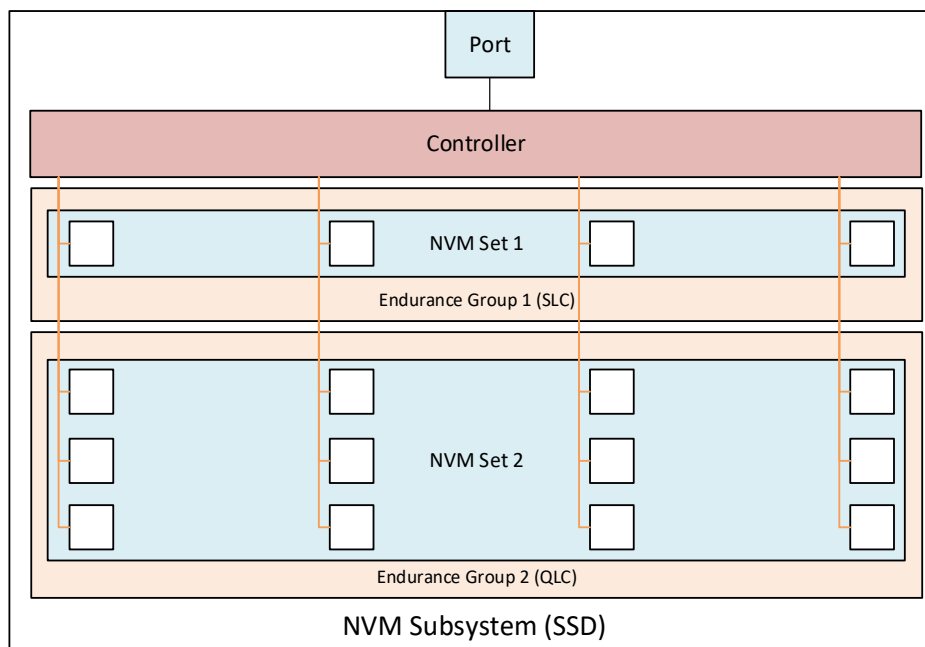 Port
Controller
NVM Set 1
Endurance Group 1 (SLC)
NVM Set 2
Endurance Group 2 (QLC)
NVM Subsystem (SSD)